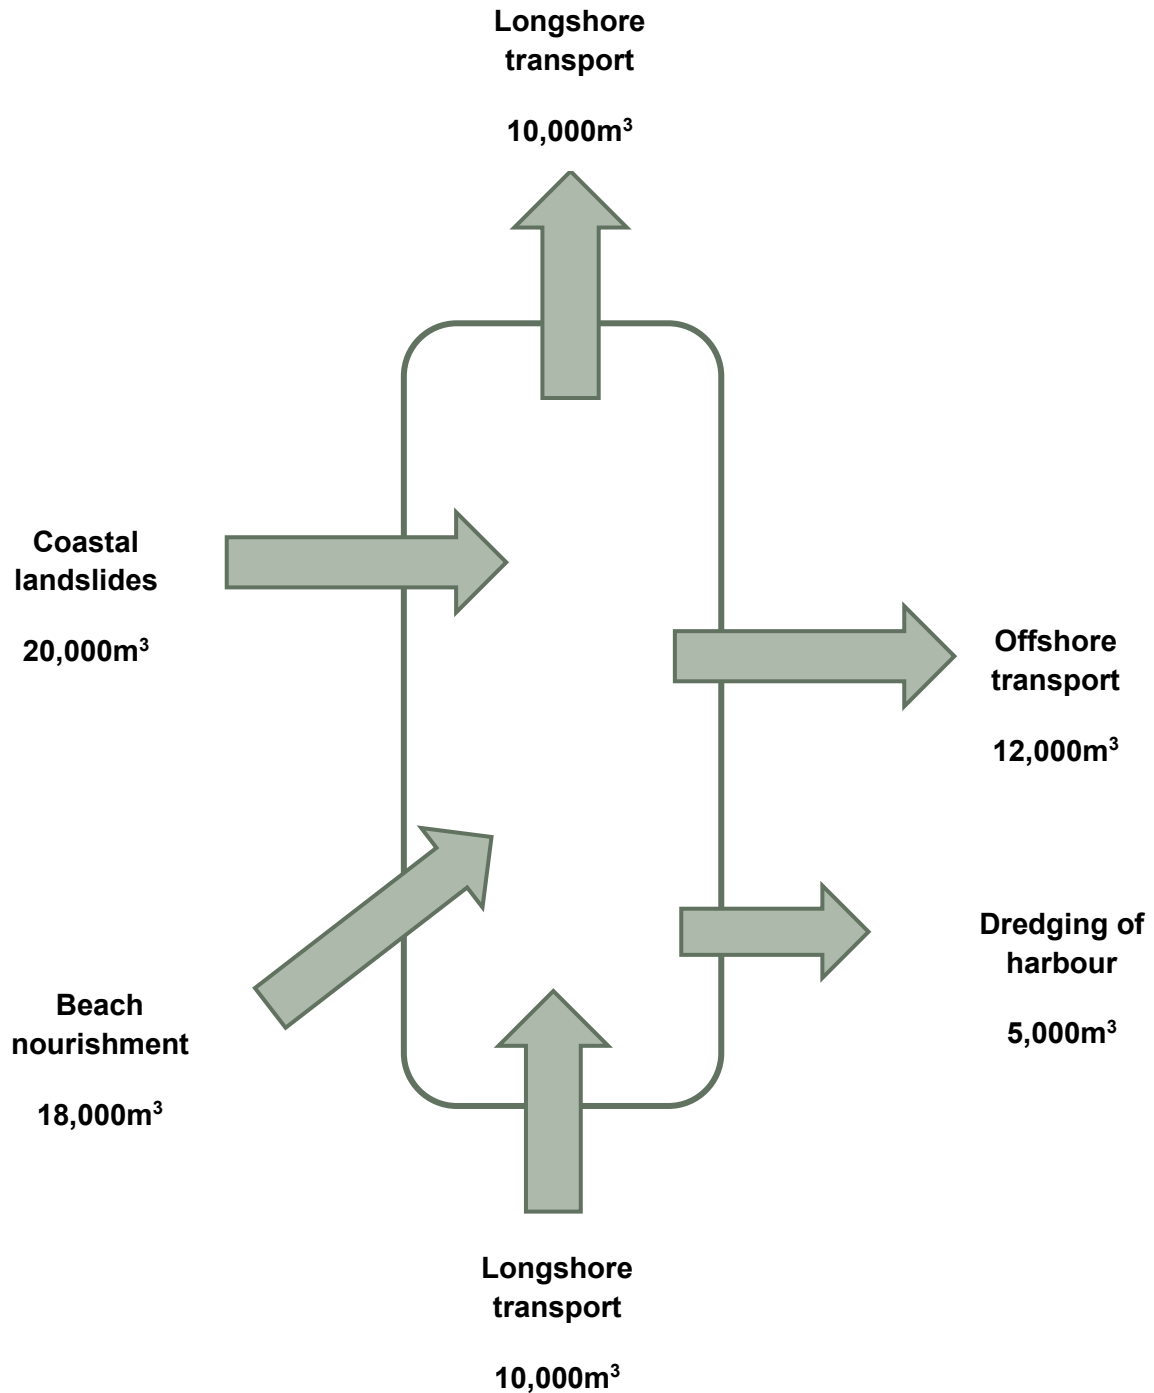 Longshore
transport
10,000m³
Coastal
landslides
20,000m³
Offshore
transport
12,000m³
Dredging of
harbour
5,000m³
Beach
nourishment
18,000m³
Longshore
transport
10,000m³